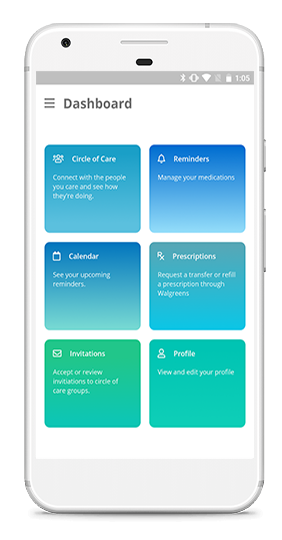 1:05
Dashboard
Circle of Care
Connect with the people
you care and see how
they're doing.
Reminders
Manage your medications
Calendar
See your upcoming
reminders.
Prescriptions
Request a transfer or refill
a prescription through
Walgreens
Invitations
Accept or review
invitiations to circle of
care groups.
Profile
View and edit your profile